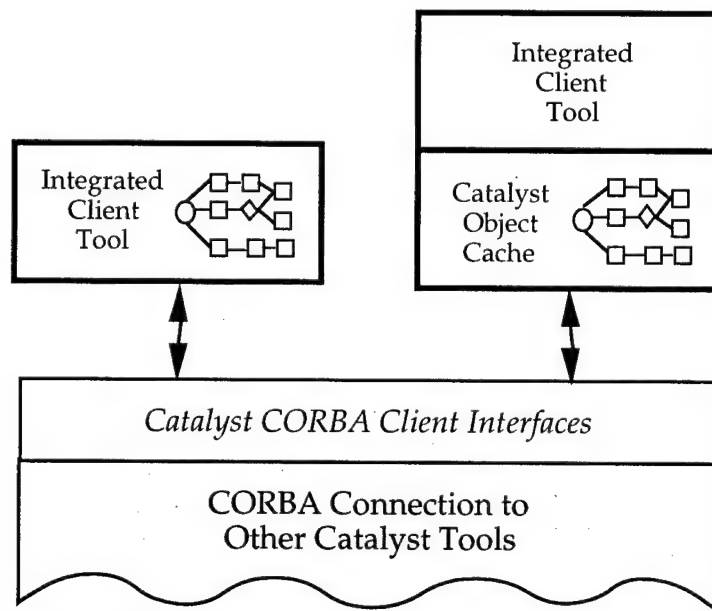 Integrated
Client
Tool
Integrated
Client
Tool
Catalyst
Object
Cache
Catalyst CORBA Client Interfaces
CORBA Connection to
Other Catalyst Tools